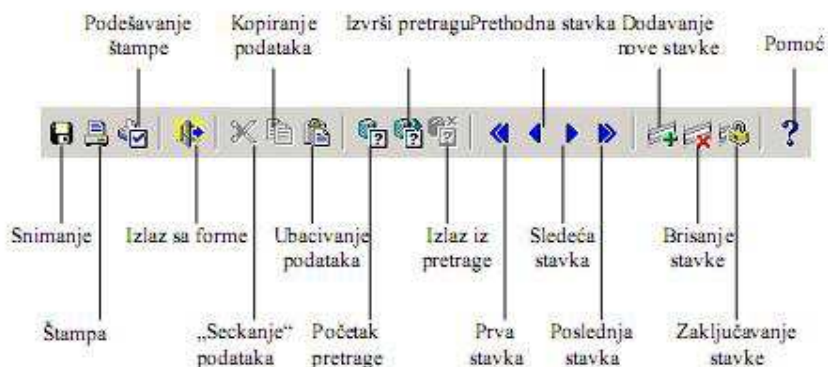 Podešavanje
štampe
Kopiranje
podataka
Izvrši pretragu
Prethodna stavka
Dodavanje
nove stavke
Pomoć
Snimanje
Izlaz sa forme
Ubacivanje
podataka
Izlaz iz
pretrage
Sledeća
stavka
Brisanje
stavke
Štampa
„Seckanje“
podataka
Početak
pretrage
Prva
stavka
Poslednja
stavka
Zaključavanje
stavke